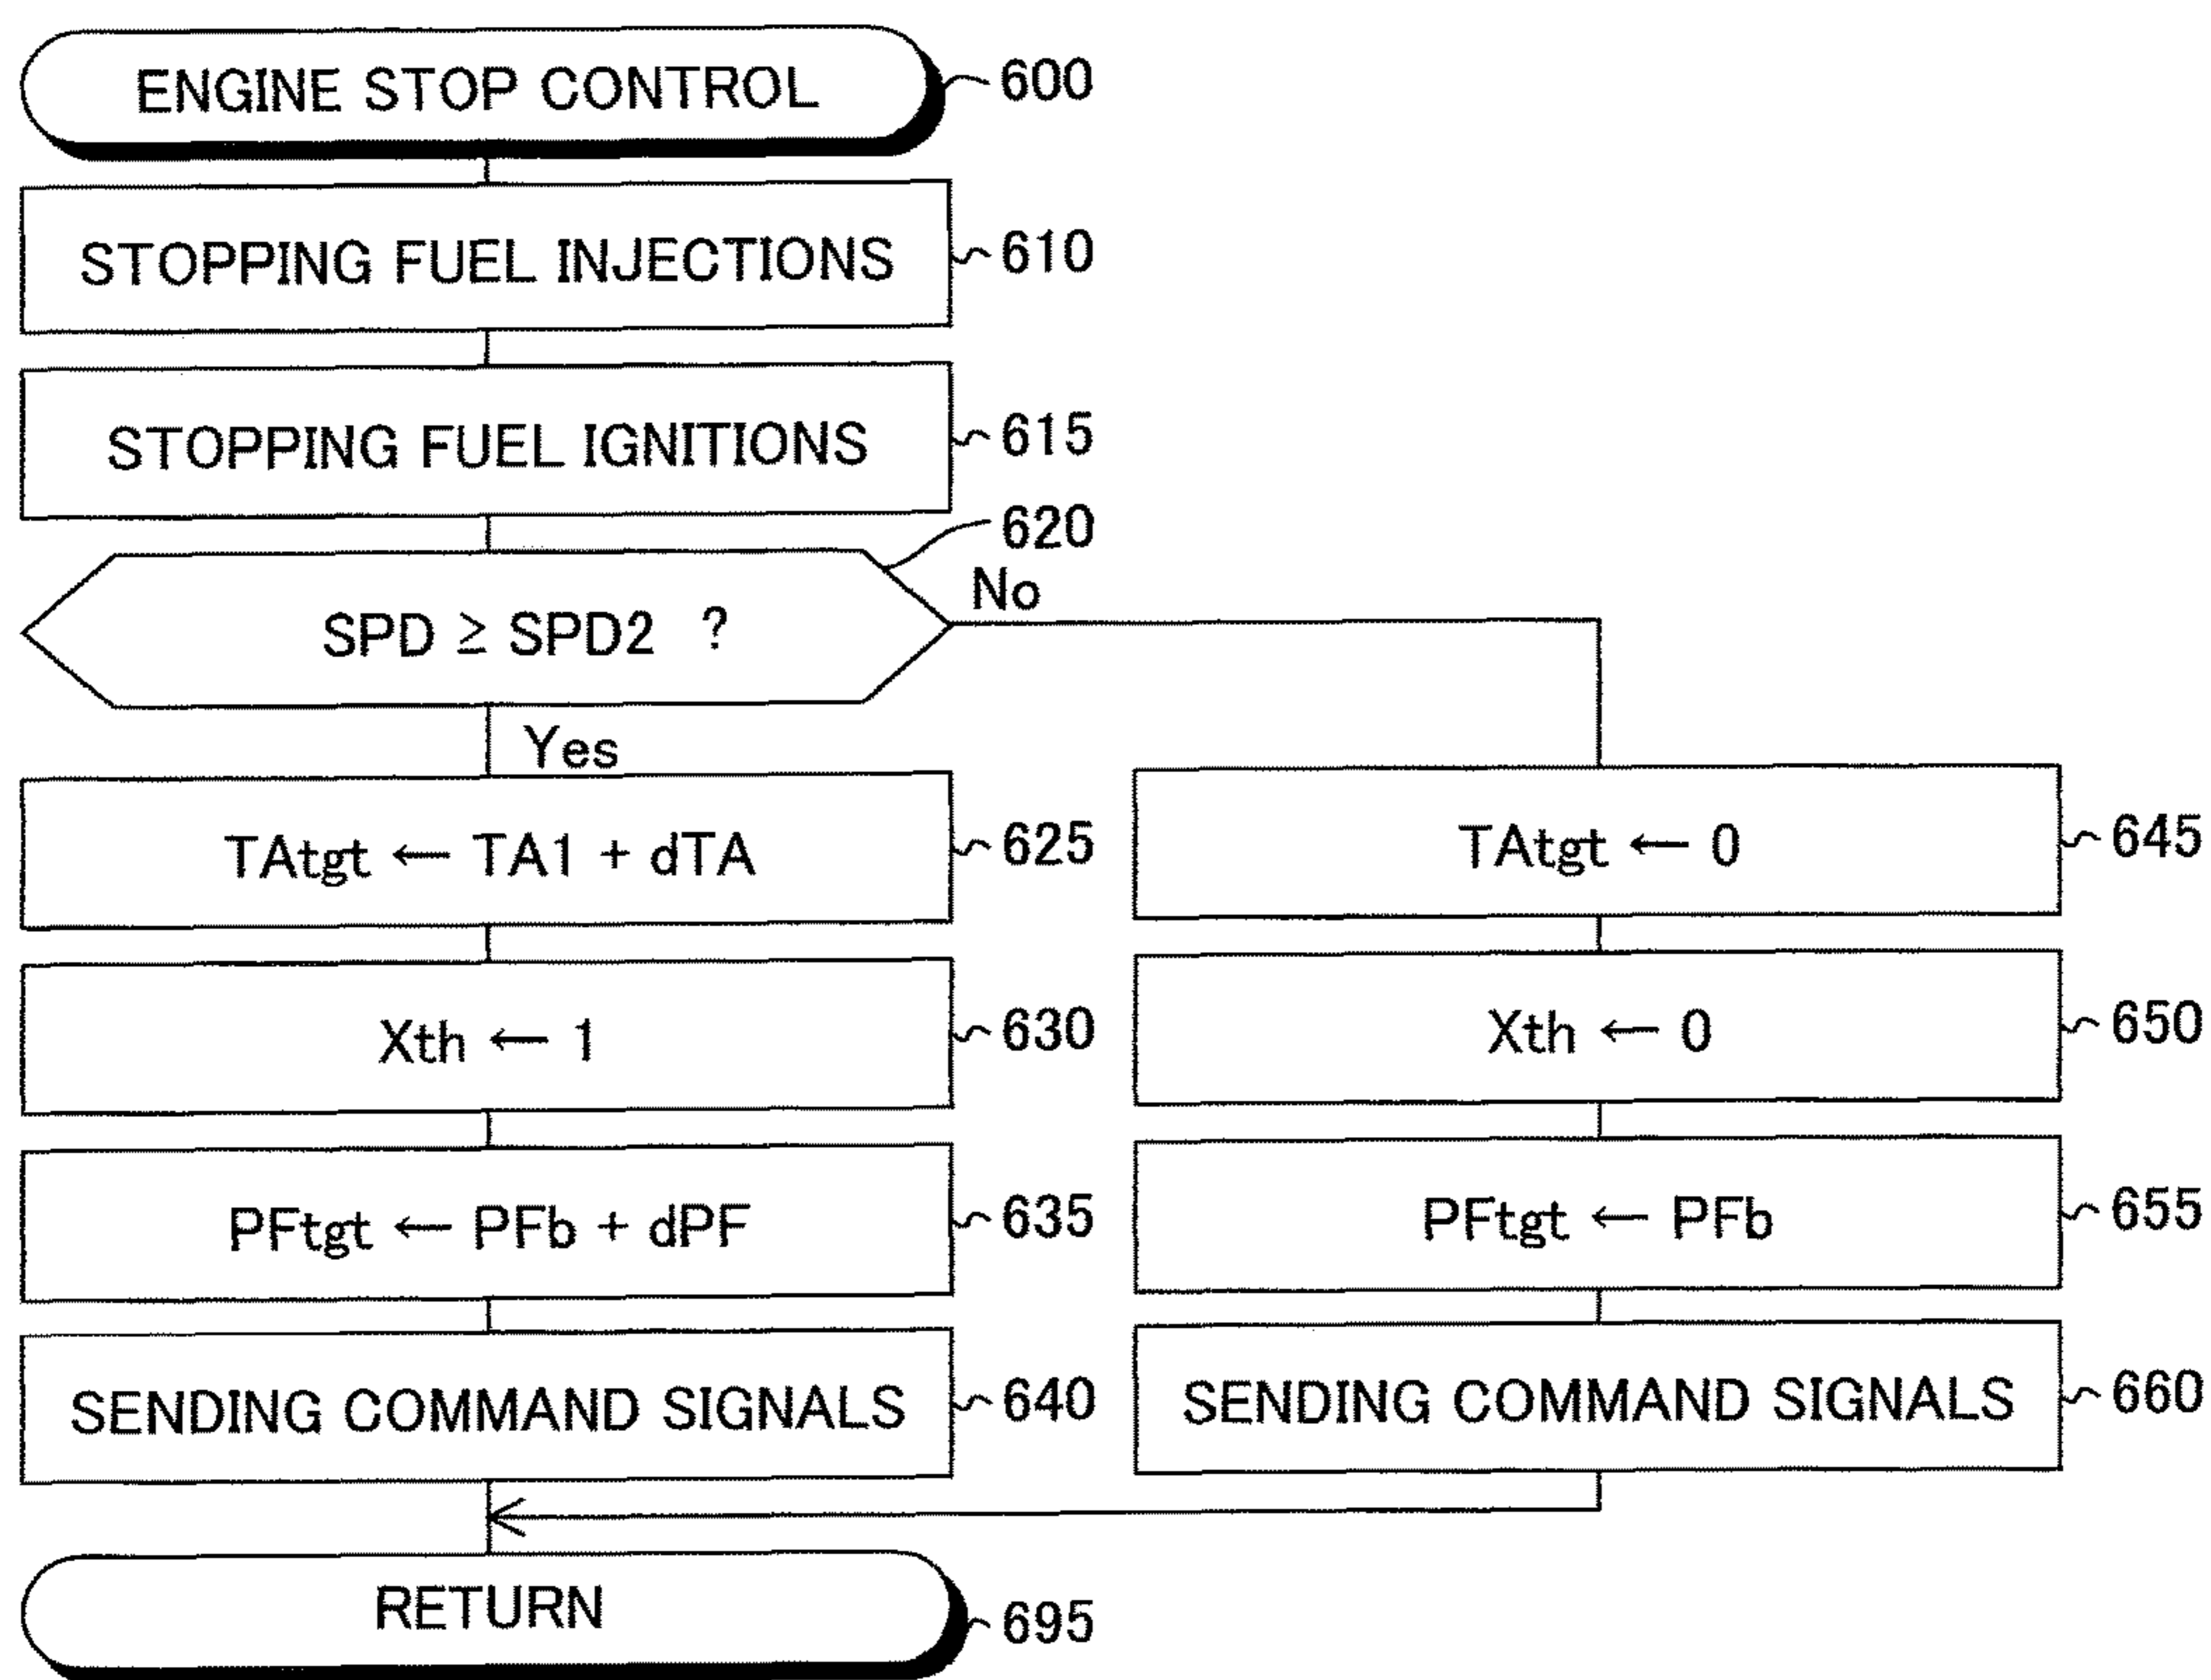 ENGINE STOP CONTROL
600
STOPPING FUEL INJECTIONS
610
STOPPING FUEL IGNITIONS
615
620
SPD ≥ SPD2 ?
No
Yes
TAtgt ← TA1 + dTA
625
Xth ← 1
630
PFtgt ← PFb + dPF
635
SENDING COMMAND SIGNALS
640
TAtgt ← 0
645
Xth ← 0
650
PFtgt ← PFb
655
SENDING COMMAND SIGNALS
660
RETURN
695